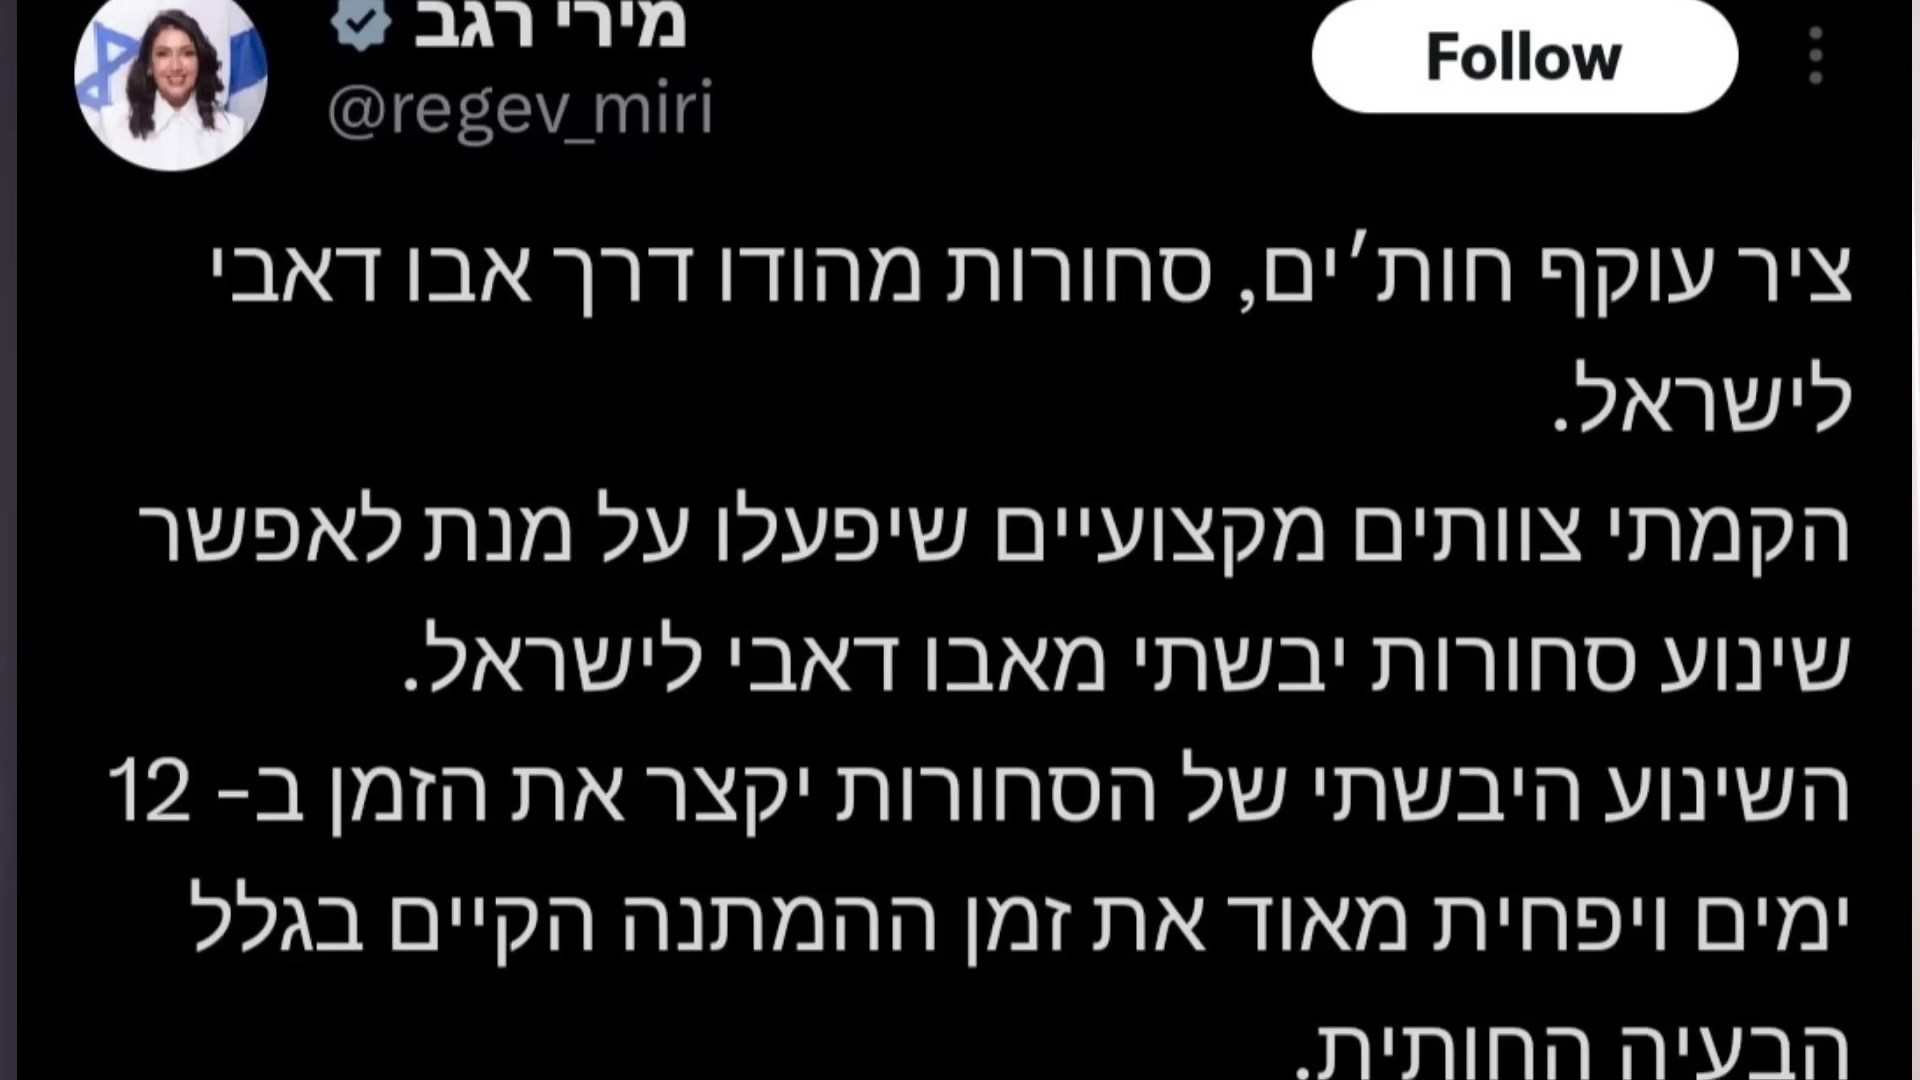 מירי רגב
@regev_miri
Follow
ציר עוקף חות׳ים, סחורות מהודו דרך אבו דאבי
לישראל.
הקמתי צוותים מקצועיים שיפעלו על מנת לאפשר
שינוע סחורות יבשתי מאבו דאבי לישראל.
השינוע היבשתי של הסחורות יקצר את הזמן ב- 12
ימים ויפחית מאוד את זמן ההמתנה הקיים בגלל
הבעיה החותית.